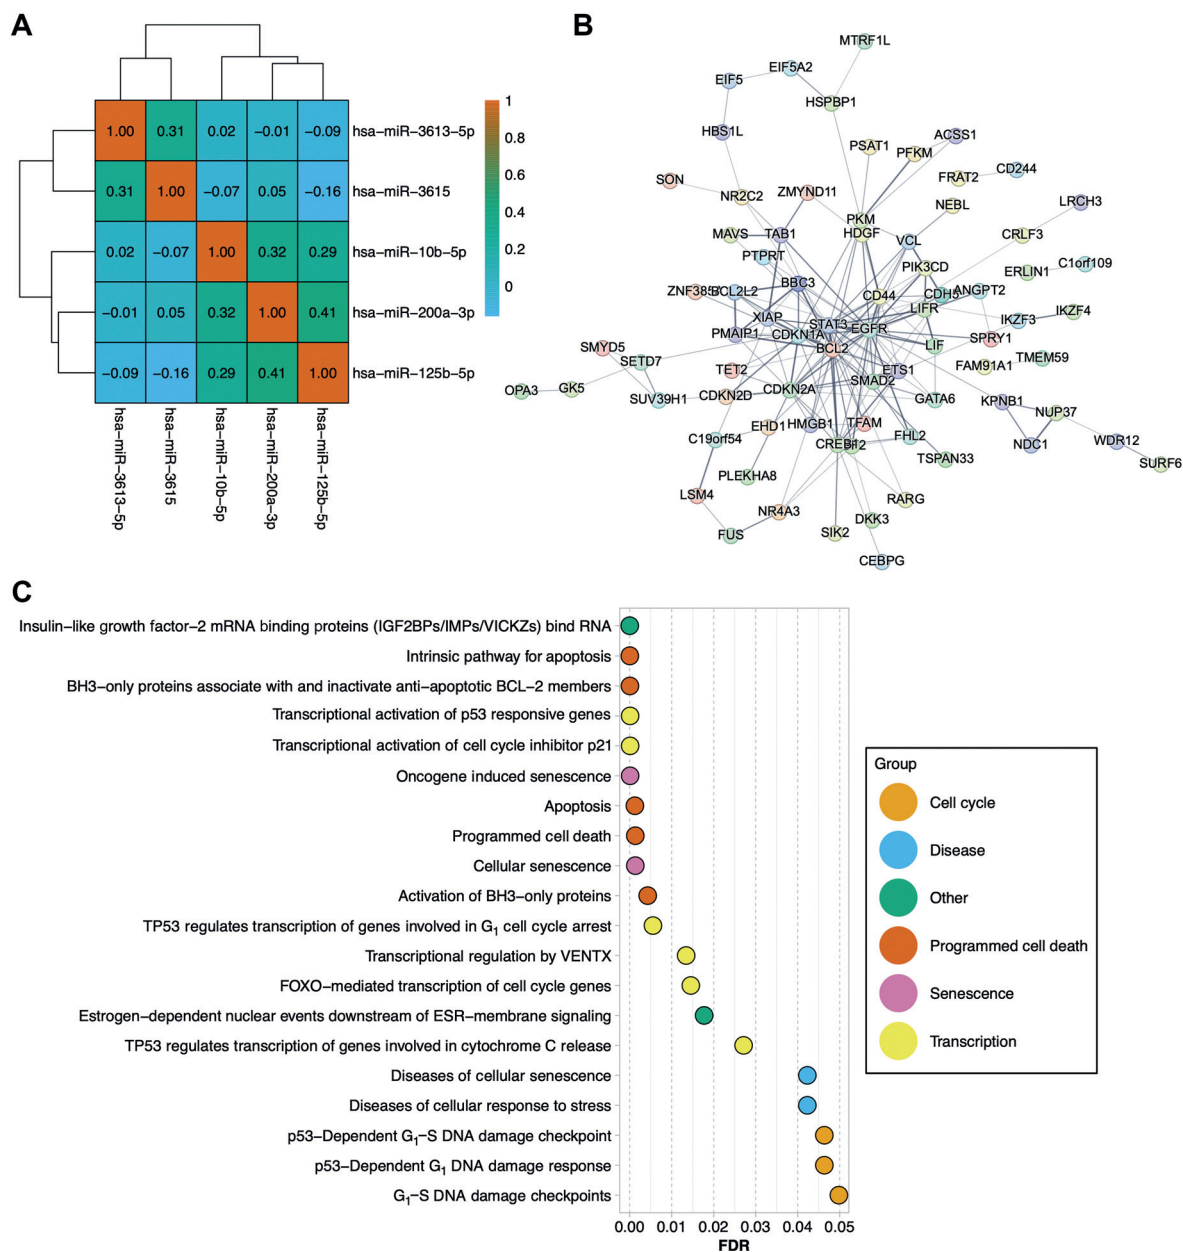 A
1.00
0.31
0.02
−0.01
−0.09
hsa−miR−3613−5p
0.31
1.00
−0.07
0.05
−0.16
hsa−miR−3615
0.02
−0.07
1.00
0.32
0.29
hsa−miR−10b−5p
−0.01
0.05
0.32
1.00
0.41
hsa−miR−200a−3p
−0.09
−0.16
0.29
0.41
1.00
hsa−miR−125b−5p
hsa−miR−3613−5p
hsa−miR−3615
hsa−miR−10b−5p
hsa−miR−200a−3p
hsa−miR−125b−5p
1
0.8
0.6
0.4
0.2
0
B
MTRF1L
EIF5A2
EIF5
HSPBP1
HBS1L
ACSS1
PSAT1
PFKM
CD244
FRAT2
SON
ZMYND11
NR2C2
NEBL
LRCH3
PKM
HDGF
MAVS
TAB1
VCL
CRLF3
PTPRT
PIK3CD
C1orf109
ERLIN1
BBC3
BCL2L2
CD44
CDH5
ANGPT2
LIFR
IKZF4
IKZF3
XIAP
STAT3
EGFR
PMAIP1
CDKN1A
SPRY1
LIF
BCL2
SMYD5
SETD7
TMEM59
FAM91A1
TET2
ETS1
SMAD2
OPA3
GK5
SUV39H1
CDKN2D
CDKN2A
GATA6
KPNB1
NUP37
EHD1
HMGB1
TFAM
C19orf54
FHL2
NDC1
WDR12
TSPAN33
SURF6
PLEKHA8
LSM4
RARG
NR4A3
DKK3
FUS
SIK2
CEBPG
C
Insulin−like growth factor−2 mRNA binding proteins (IGF2BPs/IMPs/VICKZs) bind RNA
Intrinsic pathway for apoptosis
BH3−only proteins associate with and inactivate anti−apoptotic BCL−2 members
Transcriptional activation of p53 responsive genes
Transcriptional activation of cell cycle inhibitor p21
Oncogene induced senescence
Apoptosis
Programmed cell death
Cellular senescence
Activation of BH3−only proteins
TP53 regulates transcription of genes involved in G₁ cell cycle arrest
Transcriptional regulation by VENTX
FOXO−mediated transcription of cell cycle genes
Estrogen−dependent nuclear events downstream of ESR−membrane signaling
TP53 regulates transcription of genes involved in cytochrome C release
Diseases of cellular senescence
Diseases of cellular response to stress
p53−Dependent G₁−S DNA damage checkpoint
p53−Dependent G₁ DNA damage response
G₁−S DNA damage checkpoints
0.00
0.01
0.02
0.03
0.04
0.05
FDR
Group
Cell cycle
Disease
Other
Programmed cell death
Senescence
Transcription